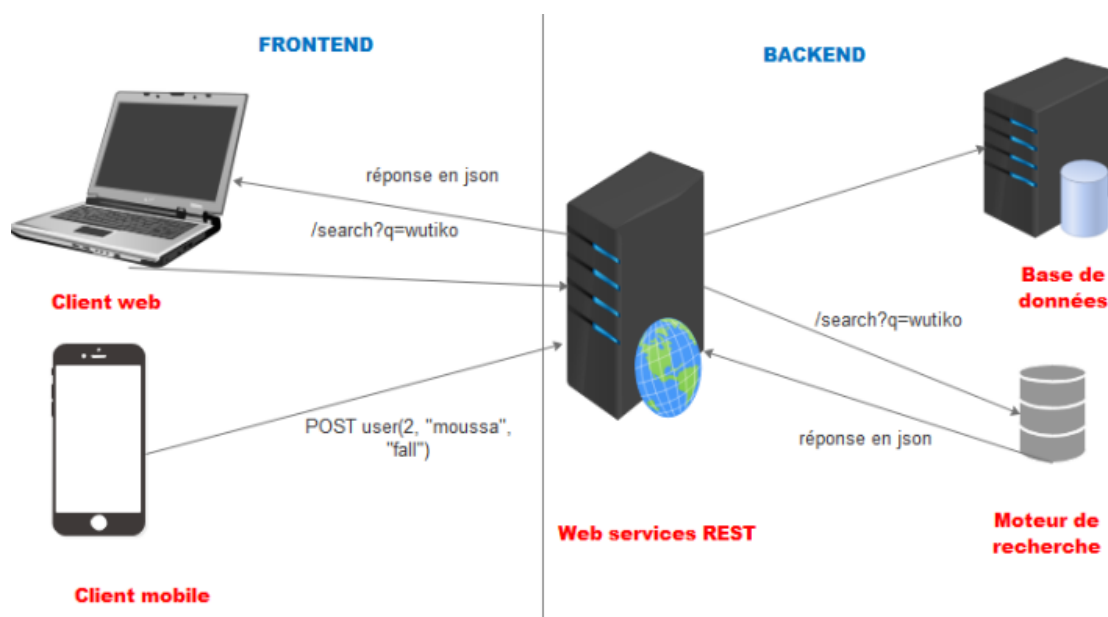 FRONTEND
BACKEND
réponse en json
/search?q=wutiko
Client web
Base de
données
/search?q=wutiko
POST user(2, "moussa",
"fall")
réponse en json
Web services REST
Moteur de
recherche
Client mobile